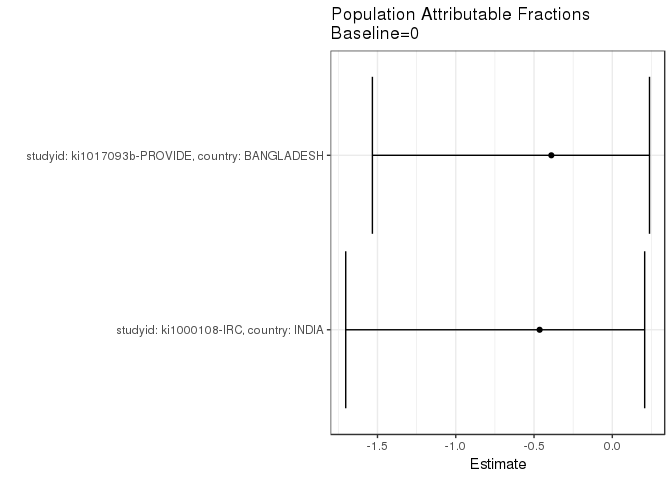 Population Attributable Fractions
Baseline=0
studyid: ki1017093b-PROVIDE, country: BANGLADESH
studyid: ki1000108-IRC, country: INDIA
-1.5 -1.0 -0.5 0.0
Estimate